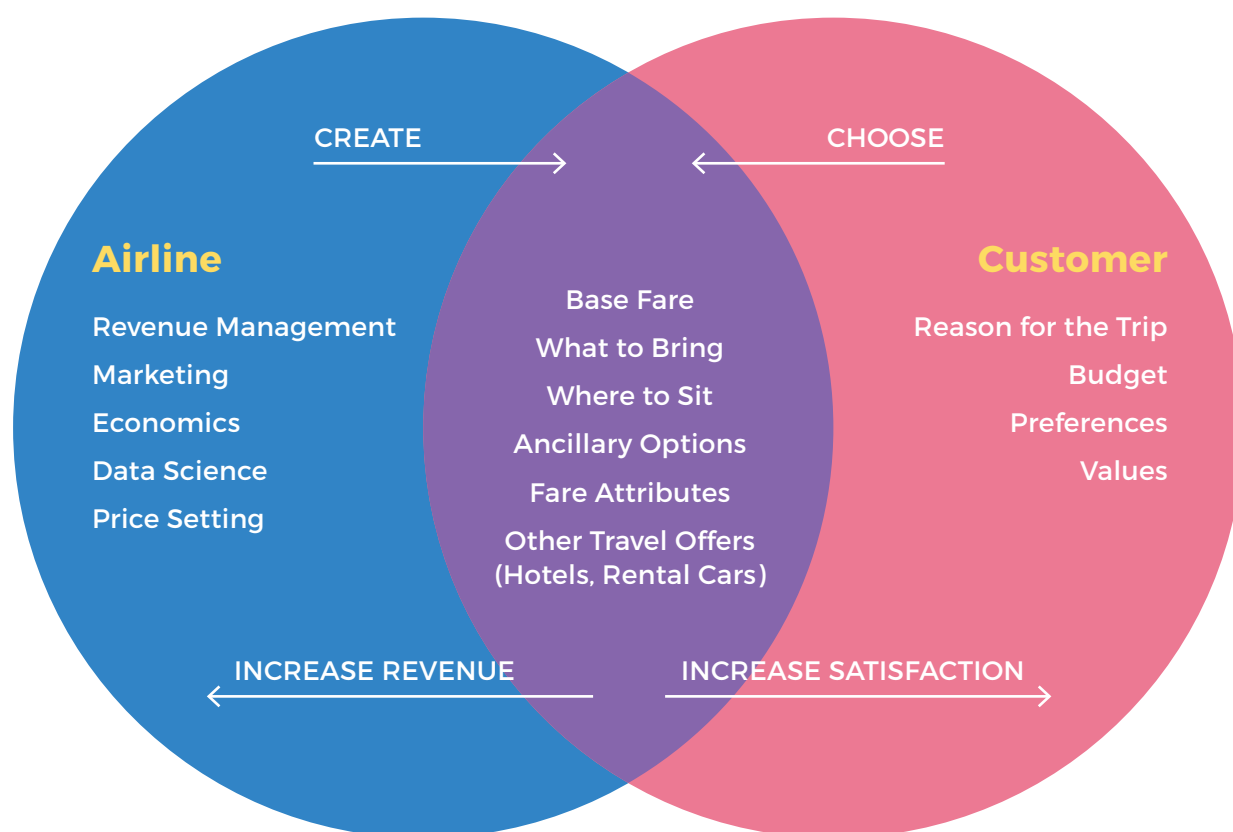 CREATE
CHOOSE
Airline
Revenue Management
Marketing
Economics
Data Science
Price Setting
Base Fare
What to Bring
Where to Sit
Ancillary Options
Fare Attributes
Other Travel Offers
(Hotels, Rental Cars)
Customer
Reason for the Trip
Budget
Preferences
Values
INCREASE REVENUE
INCREASE SATISFACTION